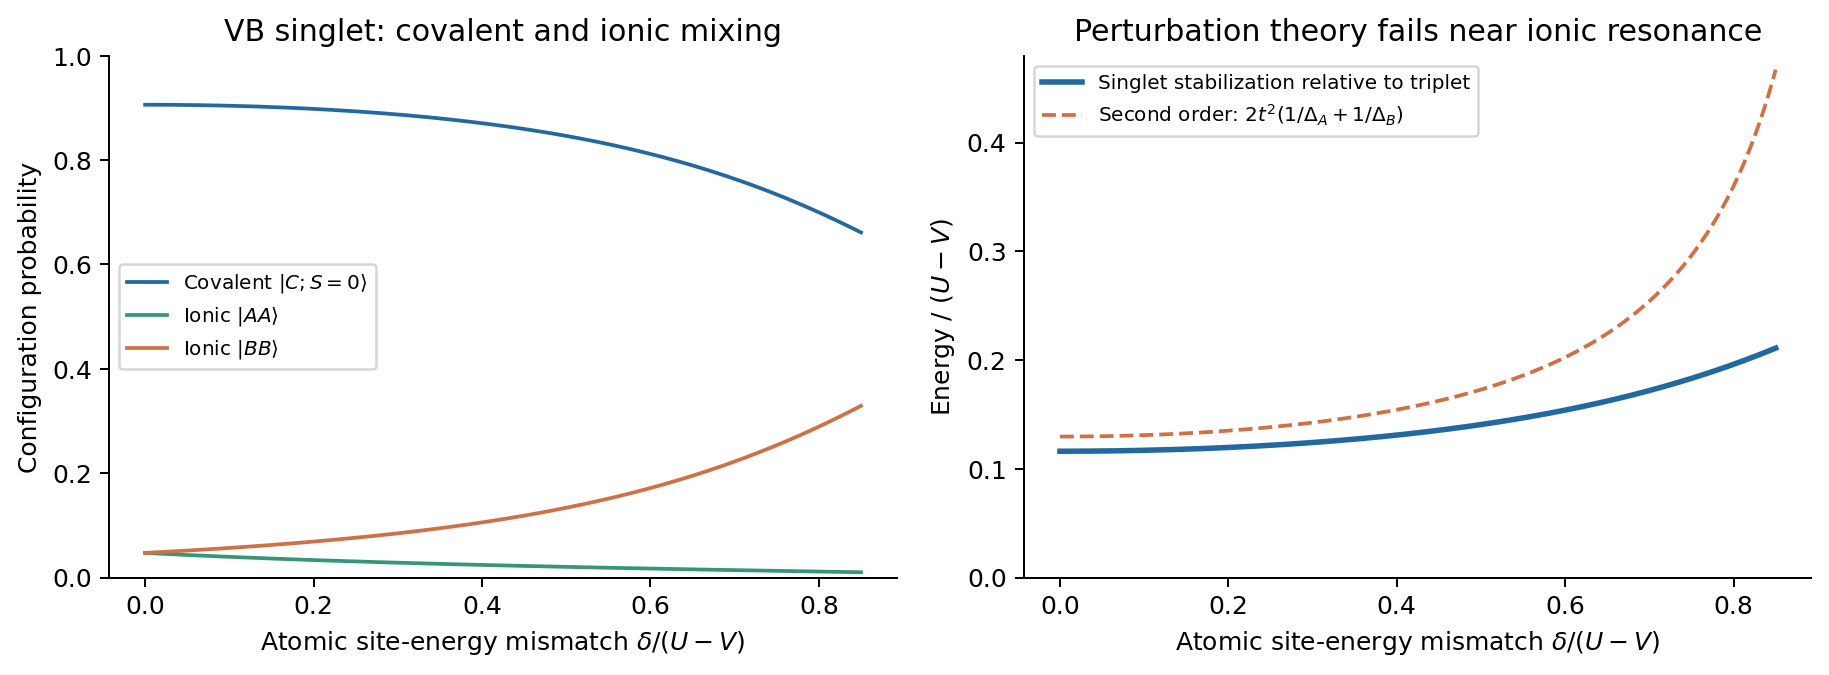 VB singlet: covalent and ionic mixing
Configuration probability
1.0
0.8
0.6
0.4
0.2
0.0
Covalent |C; S = 0⟩
Ionic |AA⟩
Ionic |BB⟩
0.0 0.2 0.4 0.6 0.8
Atomic site-energy mismatch δ/(U − V)
Perturbation theory fails near ionic resonance
Energy / (U − V)
0.4
0.3
0.2
0.1
0.0
Singlet stabilization relative to triplet
Second order: 2t²(1/Δ_A + 1/Δ_B)
0.0 0.2 0.4 0.6 0.8
Atomic site-energy mismatch δ/(U − V)